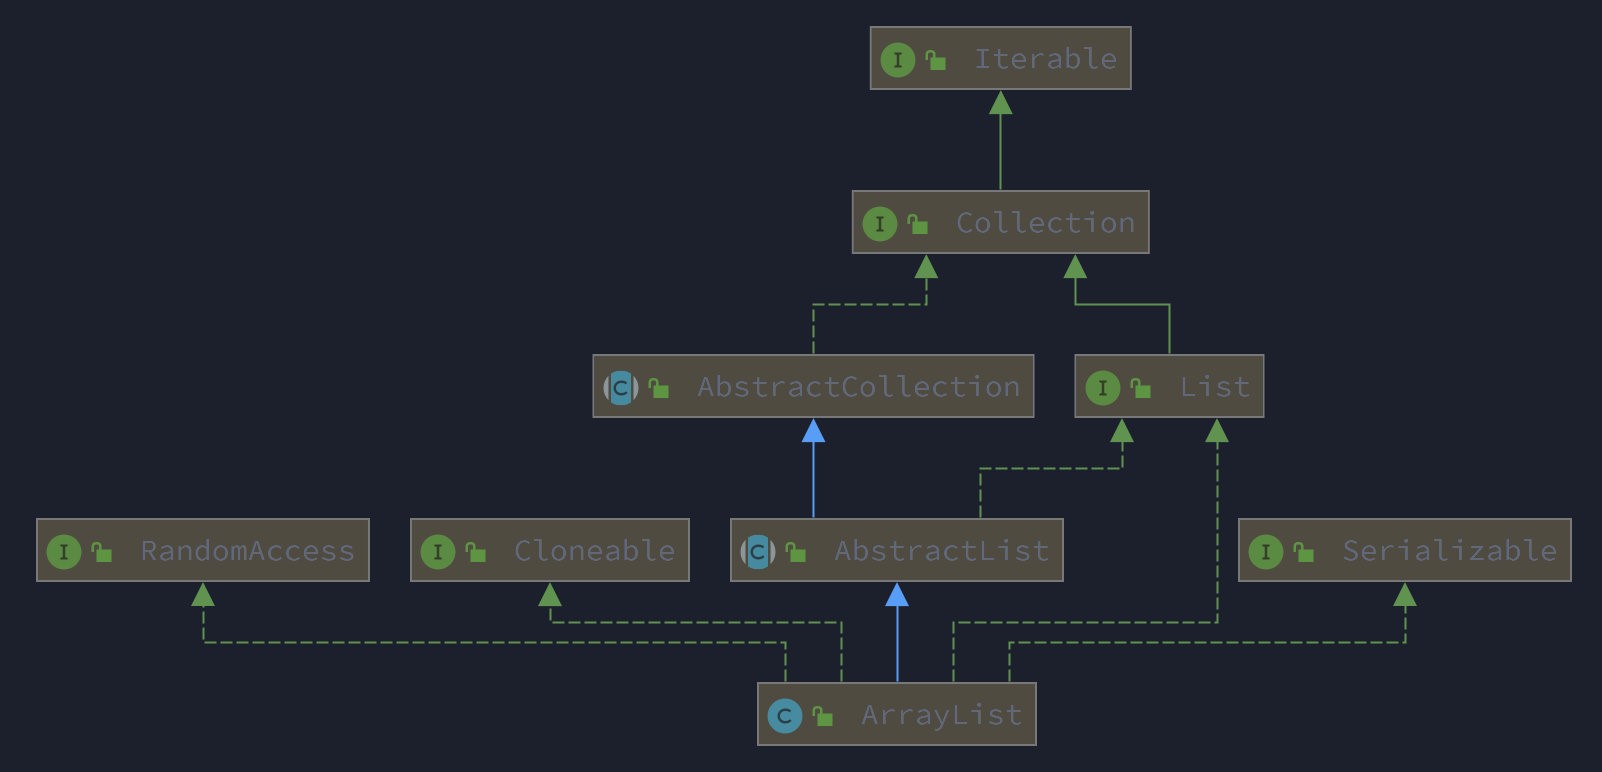 I Iterable
I Collection
C AbstractCollection
I List
I RandomAccess
I Cloneable
C AbstractList
I Serializable
C ArrayList